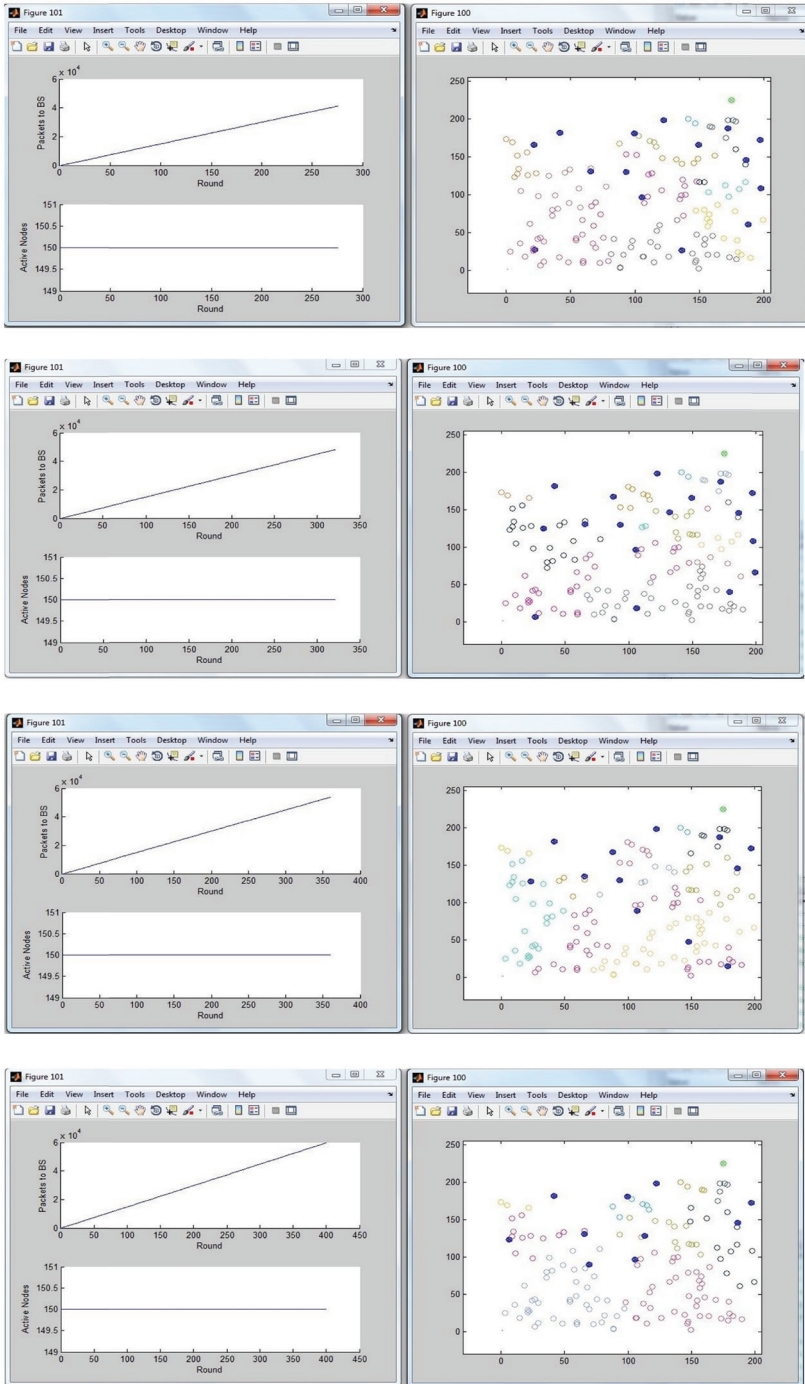 Figure 101
File Edit View Insert Tools Desktop Window Help
x 10^4
6
4
2
0
Packets to BS
0 50 100 150 200 250 300
Round
151
150.5
150
149.5
149
Active Nodes
0 50 100 150 200 250 300
Round
Figure 100
File Edit View Insert Tools Desktop Window Help
250
200
150
100
50
0
0 50 100 150 200
Figure 101
File Edit View Insert Tools Desktop Window Help
x 10^4
6
4
2
0
Packets to BS
0 50 100 150 200 250 300 350
Round
151
150.5
150
149.5
149
Active Nodes
0 50 100 150 200 250 300 350
Round
Figure 100
File Edit View Insert Tools Desktop Window Help
250
200
150
100
50
0
0 50 100 150 200
Figure 101
File Edit View Insert Tools Desktop Window Help
x 10^4
6
4
2
0
Packets to BS
0 50 100 150 200 250 300 350 400
Round
151
150.5
150
149.5
149
Active Nodes
0 50 100 150 200 250 300 350 400
Round
Figure 100
File Edit View Insert Tools Desktop Window Help
250
200
150
100
50
0
0 50 100 150 200
Figure 101
File Edit View Insert Tools Desktop Window Help
x 10^4
6
4
2
0
Packets to BS
0 50 100 150 200 250 300 350 400 450
Round
151
150.5
150
149.5
149
Active Nodes
0 50 100 150 200 250 300 350 400 450
Round
Figure 100
File Edit View Insert Tools Desktop Window Help
250
200
150
100
50
0
0 50 100 150 200